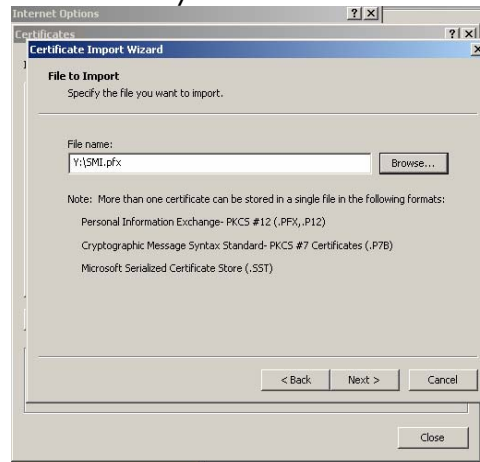 Internet Options
Certificates
Certificate Import Wizard
File to Import
Specify the file you want to import.
File name:
Y:\SMI.pfx
Browse...
Note: More than one certificate can be stored in a single file in the following formats:
Personal Information Exchange- PKCS #12 (.PFX,.P12)
Cryptographic Message Syntax Standard- PKCS #7 Certificates (.P7B)
Microsoft Serialized Certificate Store (.SST)
< Back Next > Cancel
Close